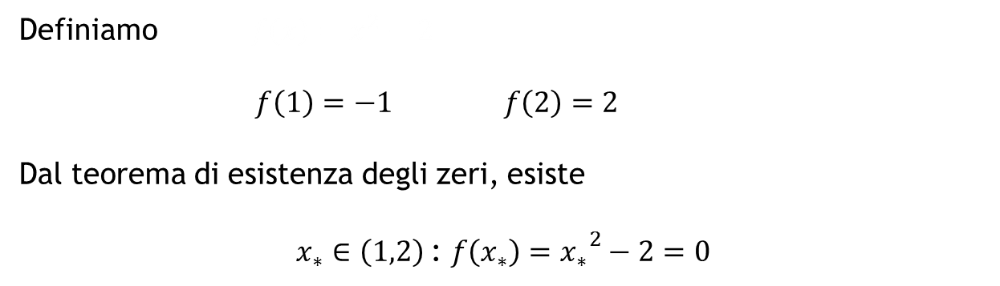 Definiamo
f(1) = −1 f(2) = 2
Dal teorema di esistenza degli zeri, esiste
x∗ ∈ (1,2) : f(x∗) = x∗² − 2 = 0